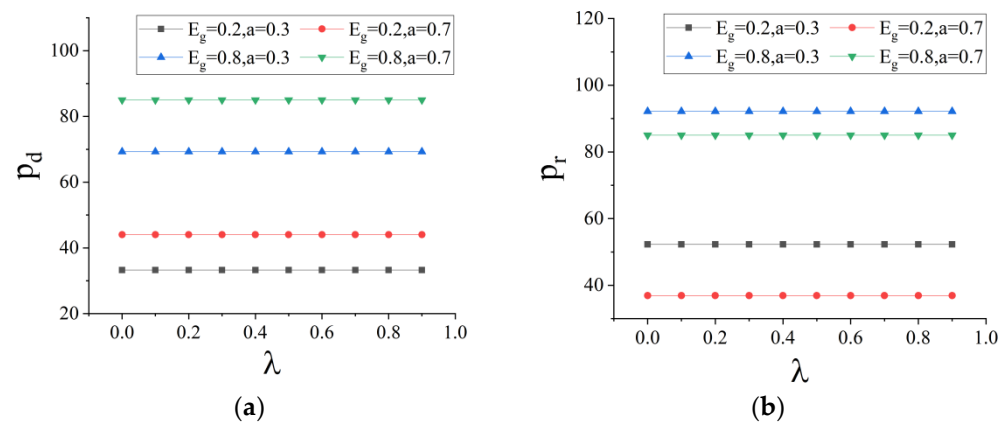 E_g=0.2,a=0.3 E_g=0.2,a=0.7
E_g=0.8,a=0.3 E_g=0.8,a=0.7
100
80
60
40
20
p_d
0.0 0.2 0.4 0.6 0.8 1.0
λ
(a)
E_g=0.2,a=0.3 E_g=0.2,a=0.7
E_g=0.8,a=0.3 E_g=0.8,a=0.7
120
100
80
60
40
p_r
0.0 0.2 0.4 0.6 0.8 1.0
λ
(b)